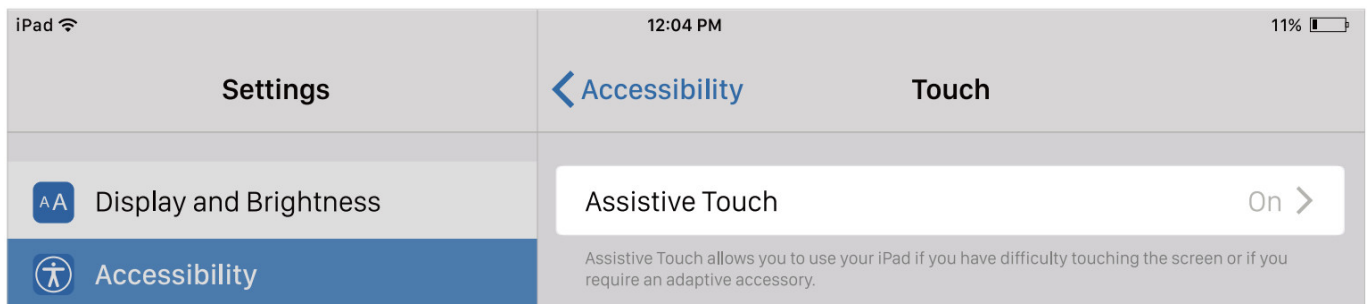 iPad 12:04 PM 11%
Settings
Accessibility Touch
AA Display and Brightness
Accessibility
Assistive Touch On
Assistive Touch allows you to use your iPad if you have difficulty touching the screen or if you
require an adaptive accessory.